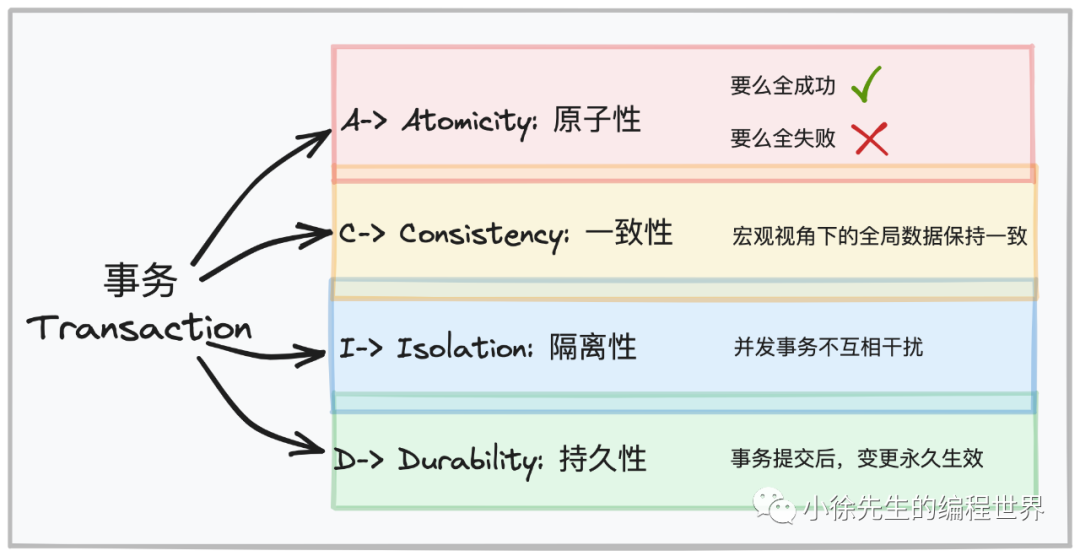 事务
Transaction
A-> Atomicity: 原子性
要么全成功
要么全失败
C-> Consistency: 一致性
宏观视角下的全局数据保持一致
I-> Isolation: 隔离性
并发事务不互相干扰
D-> Durability: 持久性
事务提交后，变更永久生效
小徐先生的编程世界